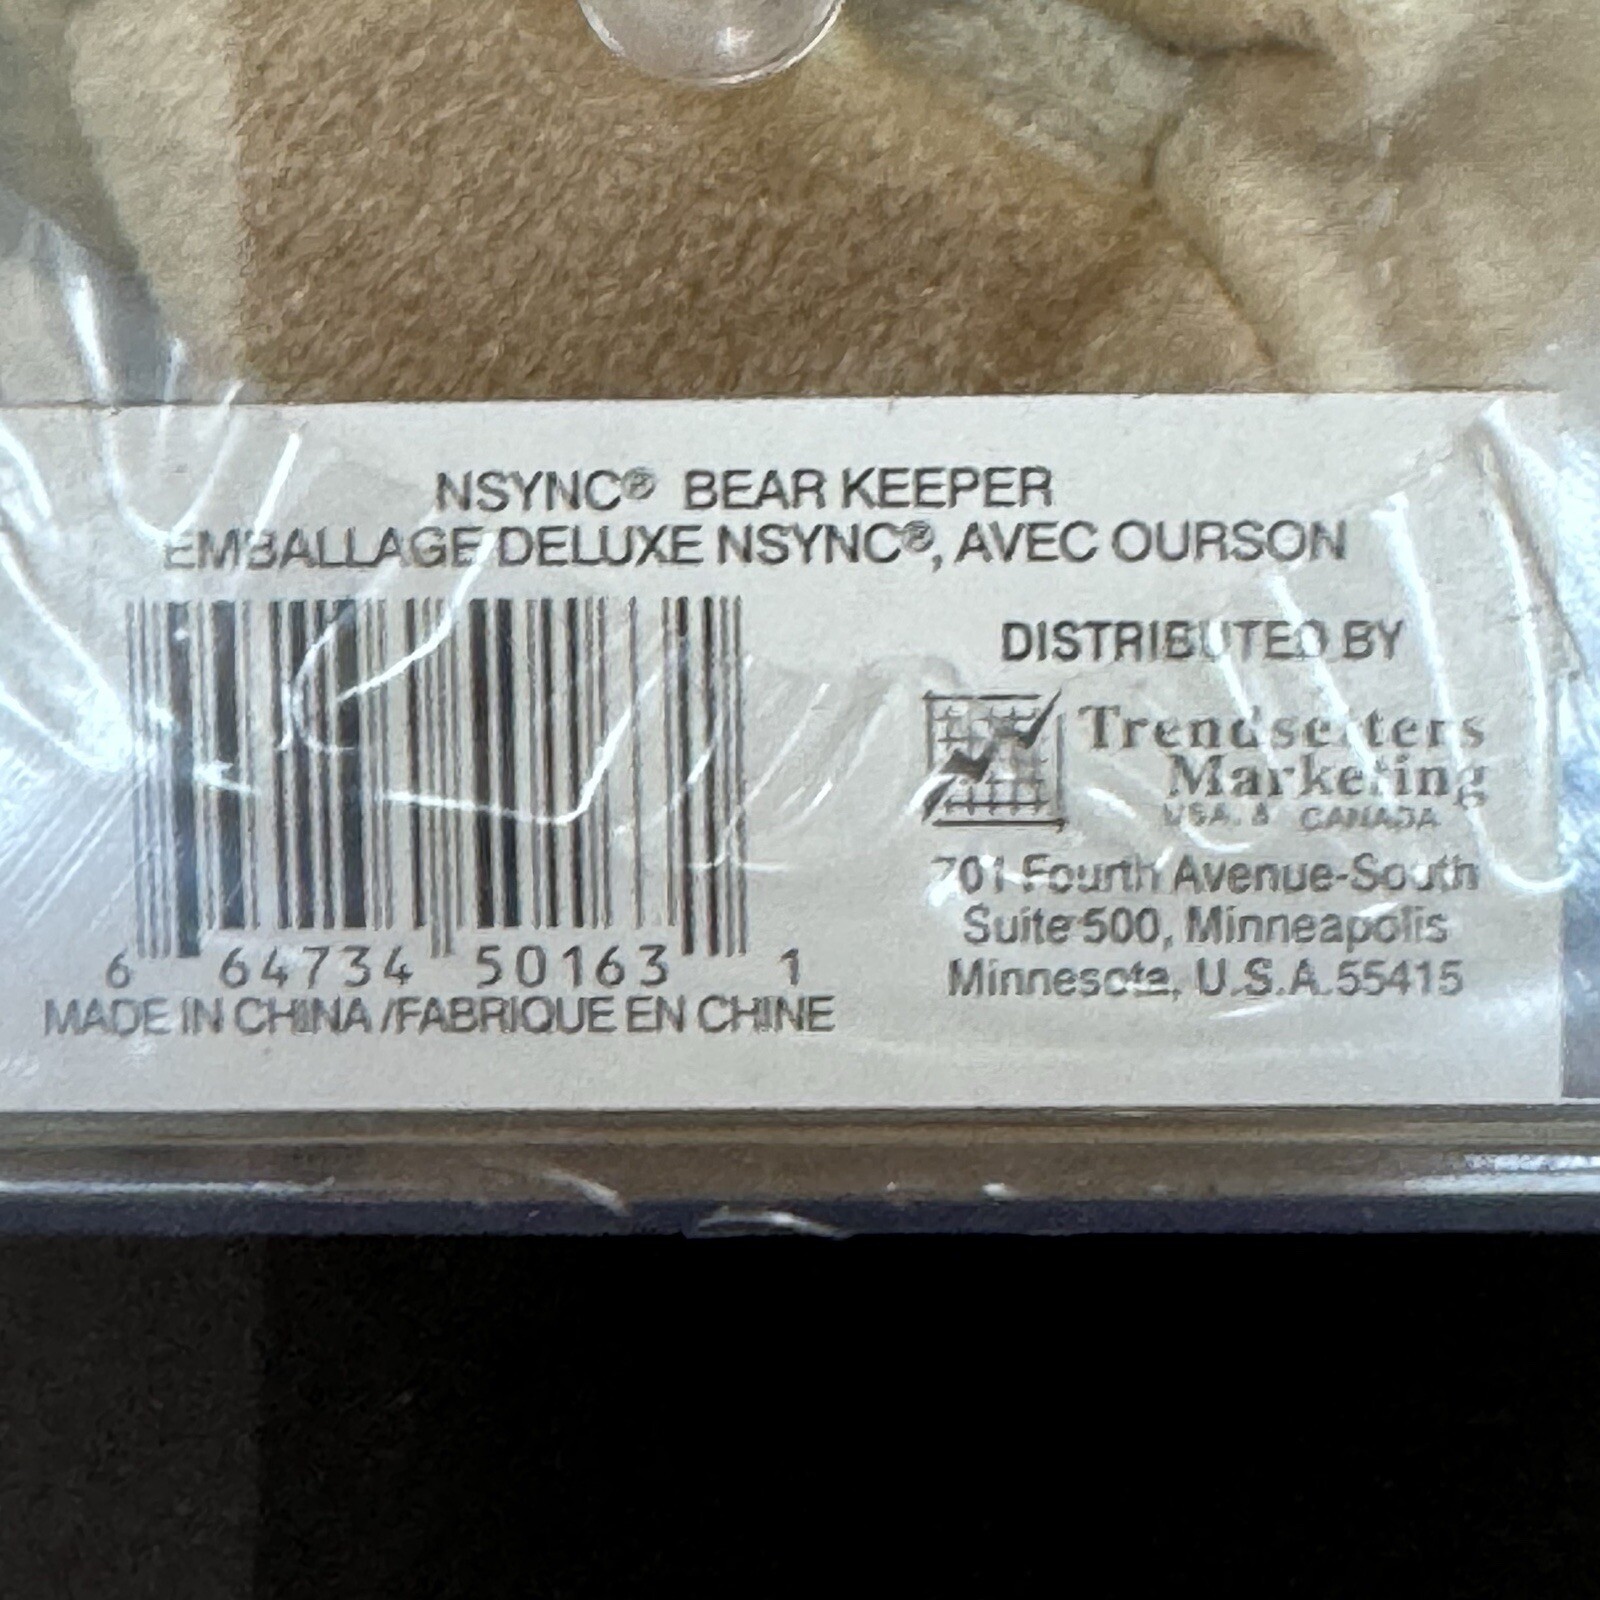 NSYNC® BEAR KEEPER
EMBALLAGE DELUXE NSYNC®, AVEC OURSON
DISTRIBUTED BY
Trendsetters
Marketing
USA. & CANADA
701 Fourth Avenue-South
Suite 500, Minneapolis
Minnesota, U.S.A. 55415
6 64734 50163 1
MADE IN CHINA /FABRIQUE EN CHINE